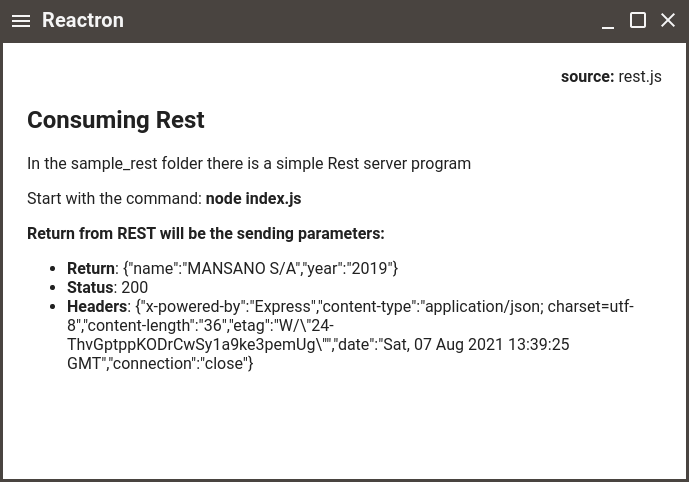 Reactron
source: rest.js
Consuming Rest
In the sample_rest folder there is a simple Rest server program
Start with the command: node index.js
Return from REST will be the sending parameters:
• Return: {"name":"MANSANO S/A","year":"2019"}
• Status: 200
• Headers: {"x-powered-by":"Express","content-type":"application/json; charset=utf-
8","content-length":"36","etag":"W/\"24-
ThvGptppKODrCwSy1a9ke3pemUg\"","date":"Sat, 07 Aug 2021 13:39:25
GMT","connection":"close"}